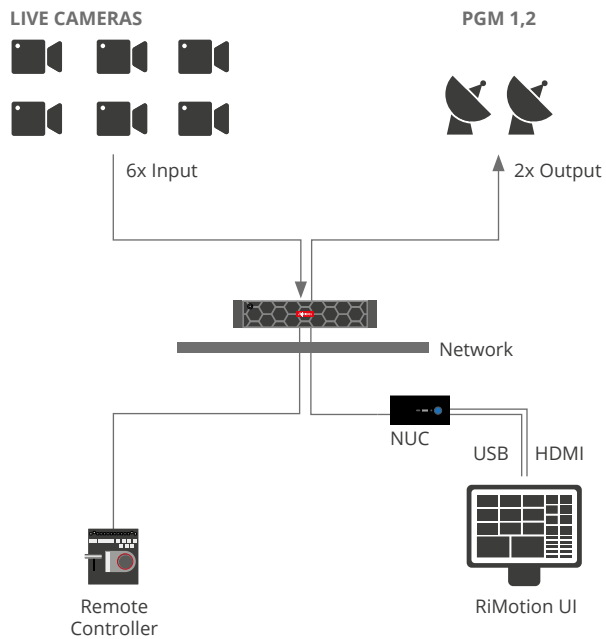 LIVE CAMERAS
PGM 1,2
6x Input
2x Output
Network
NUC
USB
HDMI
Remote
Controller
RiMotion UI